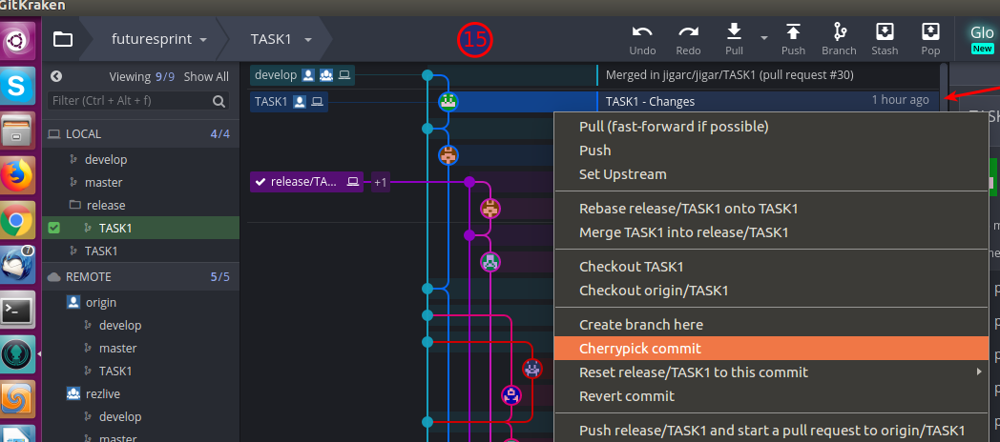 GitKraken
futuresprint
TASK1
15
Undo
Redo
Pull
Push
Branch
Stash
Pop
Glo
New
Viewing 9/9 Show All
Filter (Ctrl + Alt + f)
LOCAL 4/4
develop
master
release
TASK1
TASK1
REMOTE 5/5
origin
develop
master
TASK1
rezlive
develop
master
develop
Merged in jigarc/jigar/TASK1 (pull request #30)
TASK1
TASK1 - Changes
1 hour ago
release/TA...
+1
Pull (fast-forward if possible)
Push
Set Upstream
Rebase release/TASK1 onto TASK1
Merge TASK1 into release/TASK1
Checkout TASK1
Checkout origin/TASK1
Create branch here
Cherrypick commit
Reset release/TASK1 to this commit
Revert commit
Push release/TASK1 and start a pull request to origin/TASK1
7